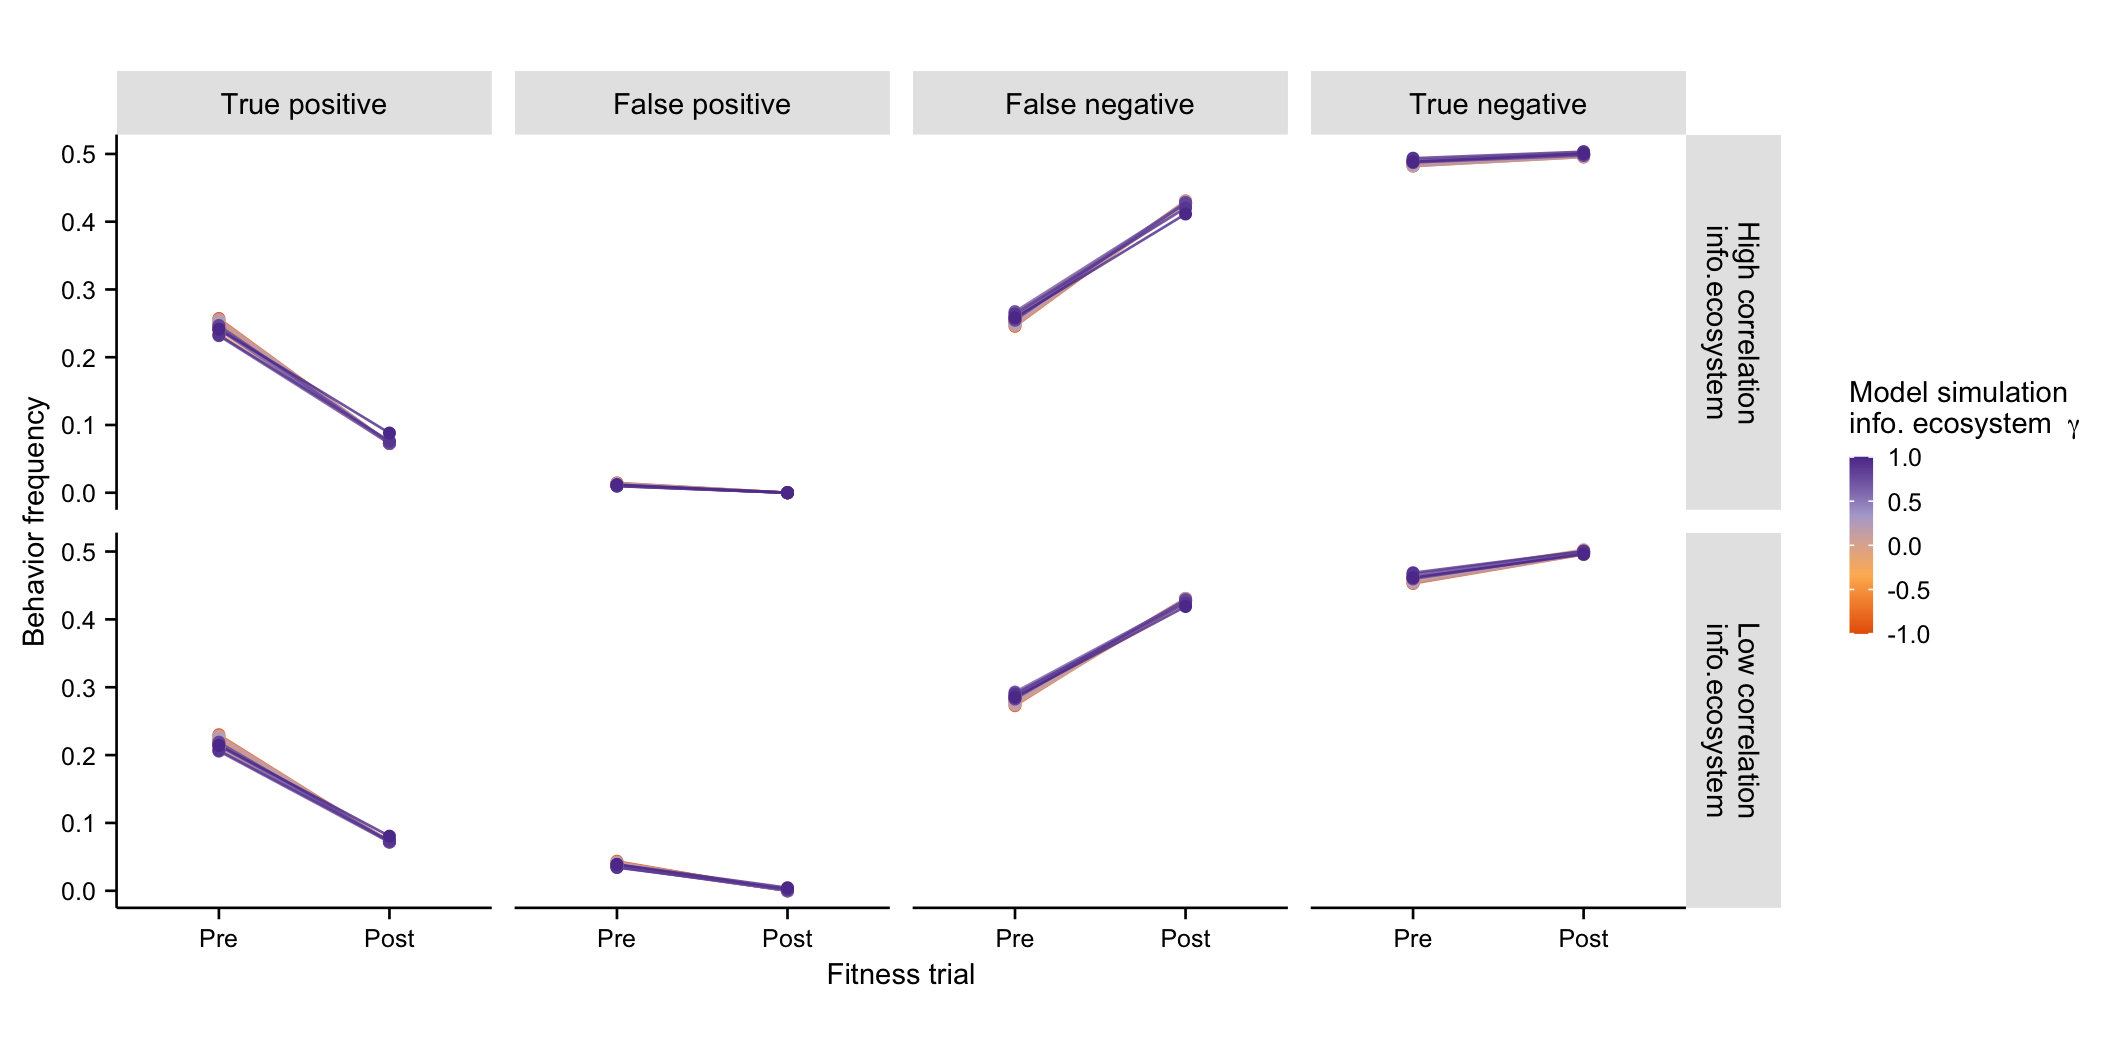 True positive
False positive
False negative
True negative
0.5
0.4
0.3
0.2
0.1
0.0
High correlation
info.ecosystem
0.5
0.4
0.3
0.2
0.1
0.0
Low correlation
info.ecosystem
Behavior frequency
Pre
Post
Pre
Post
Pre
Post
Pre
Post
Fitness trial
Model simulation
info. ecosystem γ
1.0
0.5
0.0
-0.5
-1.0